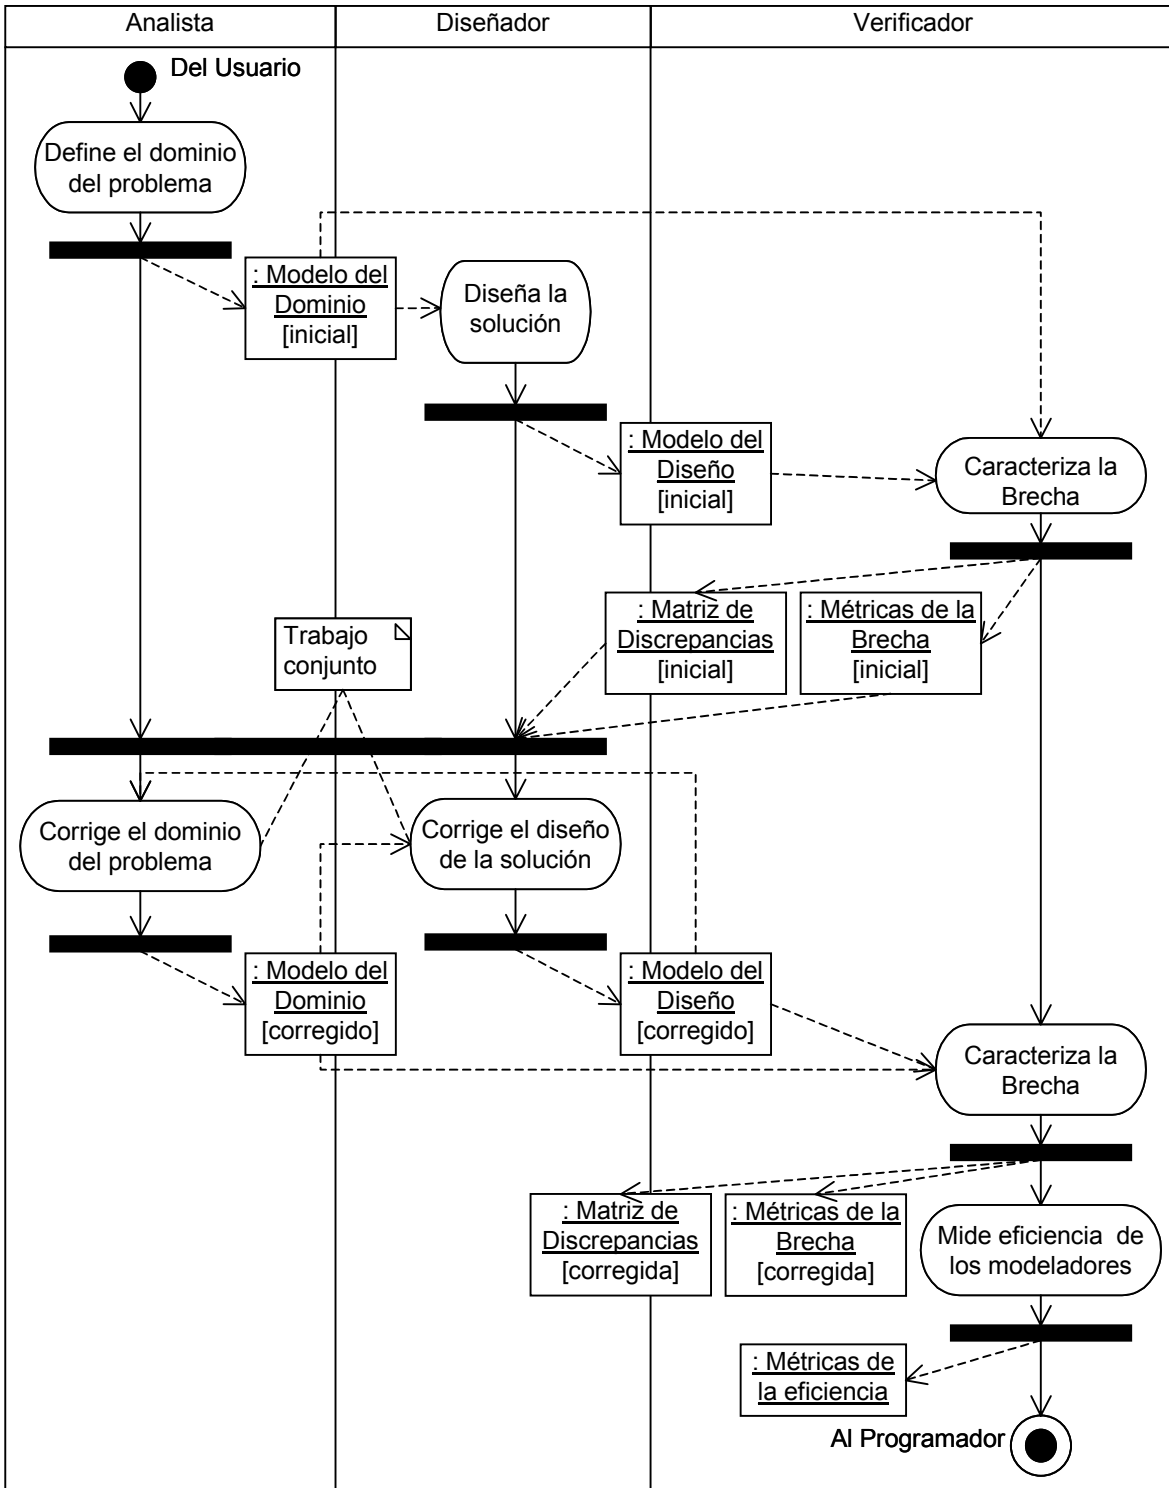 Analista
Diseñador
Verificador
Del Usuario
Define el dominio
del problema
: Modelo del
Dominio
[inicial]
Diseña la
solución
: Modelo del
Diseño
[inicial]
Caracteriza la
Brecha
: Matriz de
Discrepancias
[inicial]
: Métricas de la
Brecha
[inicial]
Trabajo
conjunto
Corrige el dominio
del problema
Corrige el diseño
de la solución
: Modelo del
Dominio
[corregido]
: Modelo del
Diseño
[corregido]
Caracteriza la
Brecha
: Matriz de
Discrepancias
[corregida]
: Métricas de la
Brecha
[corregida]
Mide eficiencia de
los modeladores
: Métricas de
la eficiencia
Al Programador